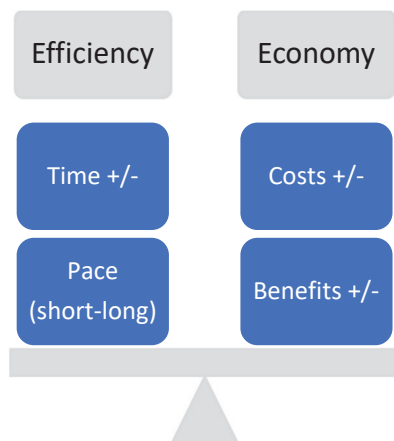 Efficiency
Economy
Time +/-
Costs +/-
Pace
(short-long)
Benefits +/-